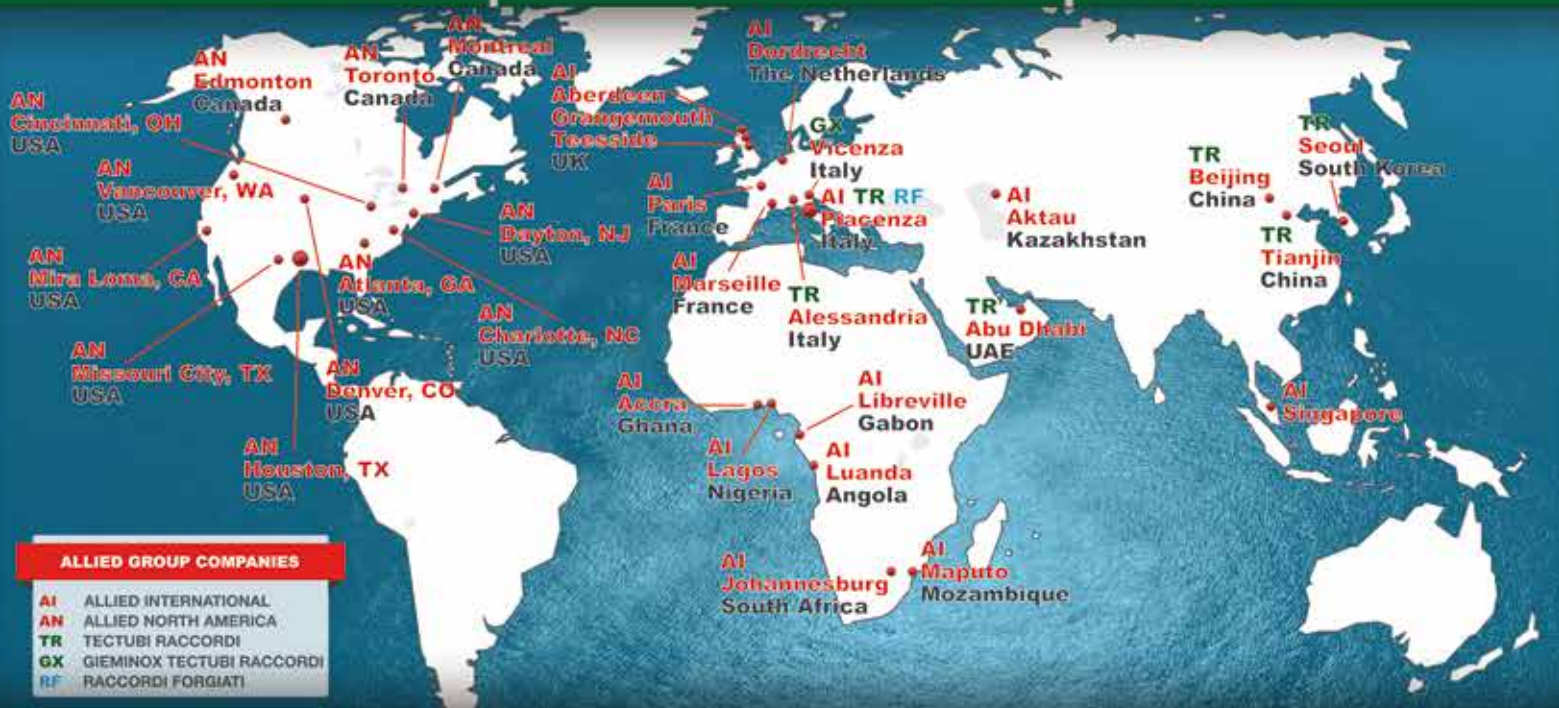 AN
Montreal
Canada
AN
Toronto
Canada
AN
Edmonton
Canada
AN
Cincinnati, OH
USA
AN
Vancouver, WA
USA
AN
Mira Loma, CA
USA
AN
Missouri City, TX
USA
AN
Houston, TX
USA
AN
Denver, CO
USA
AN
Atlanta, GA
USA
AN
Charlotte, NC
USA
AN
Dayton, NJ
USA
AI
Aberdeen
Grangemouth
Teesside
UK
AI
Dordrecht
The Netherlands
GX
Vicenza
Italy
AI TR RF
Piacenza
Italy
AI
Paris
France
AI
Marseille
France
TR
Alessandria
Italy
AI
Aktau
Kazakhstan
TR
Beijing
China
TR
Seoul
South Korea
TR
Tianjin
China
TR
Abu Dhabi
UAE
AI
Singapore
AI
Accra
Ghana
AI
Lagos
Nigeria
AI
Libreville
Gabon
AI
Luanda
Angola
AI
Johannesburg
South Africa
AI
Maputo
Mozambique
ALLIED GROUP COMPANIES
AI ALLIED INTERNATIONAL
AN ALLIED NORTH AMERICA
TR TECTUBI RACCORDI
GX GIEMINOX TECTUBI RACCORDI
RF RACCORDI FORGIATI